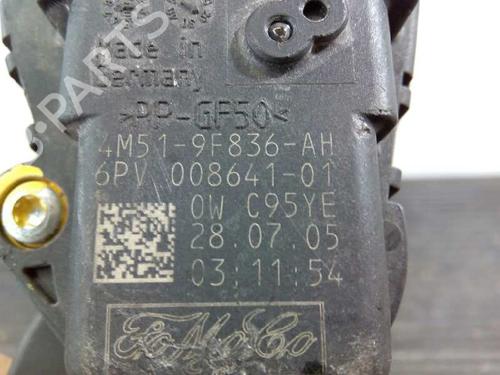 Made in
Germany
>PP-GF50<
4M51-9F836-AH
6PV 008641-01
0W C95YE
28.07.05
03:11:54
FoMoCo